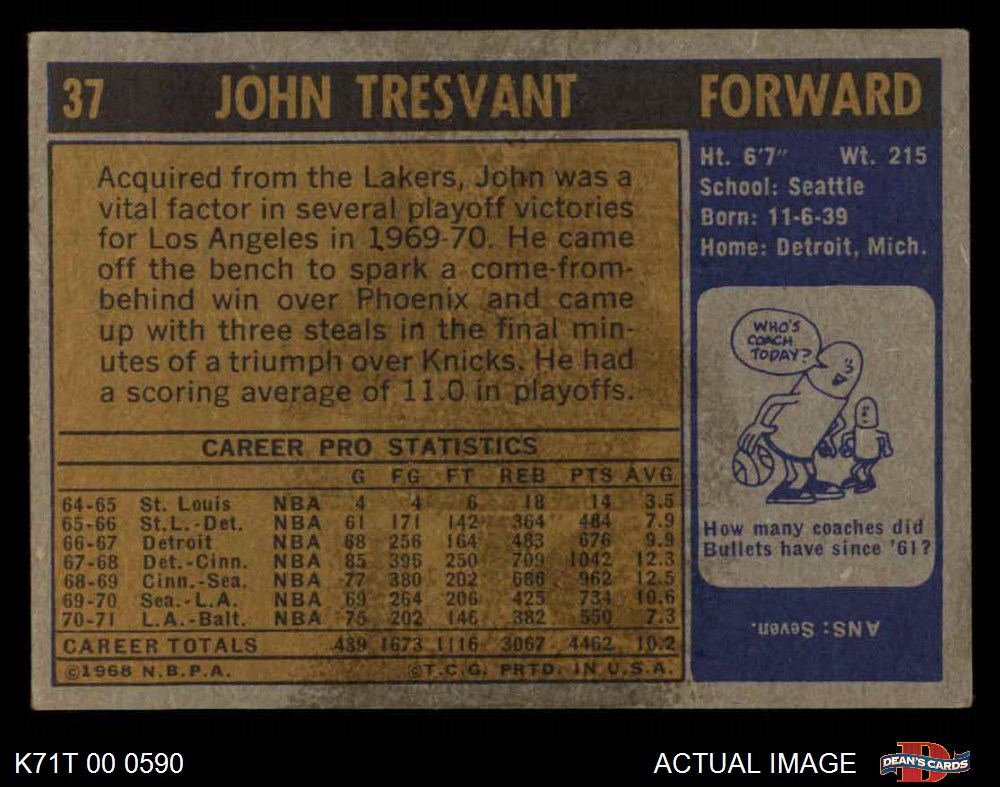 37 JOHN TRESVANT FORWARD
Acquired from the Lakers, John was a
vital factor in several playoff victories
for Los Angeles in 1969-70. He came
off the bench to spark a come-from-
behind win over Phoenix and came
up with three steals in the final min-
utes of a triumph over Knicks. He had
a scoring average of 11.0 in playoffs.
Ht. 6'7" Wt. 215
School: Seattle
Born: 11-6-39
Home: Detroit, Mich.
WHO'S
COACH
TODAY?
How many coaches did
Bullets have since '61?
ANS: Seven.
CAREER PRO STATISTICS
G FG FT REB PTS AVG
64-65 St. Louis NBA 4 4 6 18 14 3.5
65-66 St.L.-Det. NBA 61 171 142 364 484 7.9
66-67 Detroit NBA 68 256 164 483 676 9.9
67-68 Det.-Cinn. NBA 85 396 250 709 1042 12.3
68-69 Cinn.-Sea. NBA 77 380 202 686 962 12.5
69-70 Sea.-L.A. NBA 69 264 206 425 734 10.6
70-71 L.A.-Balt. NBA 75 202 146 382 550 7.3
CAREER TOTALS 439 1673 1116 3067 4462 10.2
©1968 N.B.P.A. ©T.C.G. PRTD. IN U.S.A.
K71T 00 0590 ACTUAL IMAGE DEAN'S CARDS